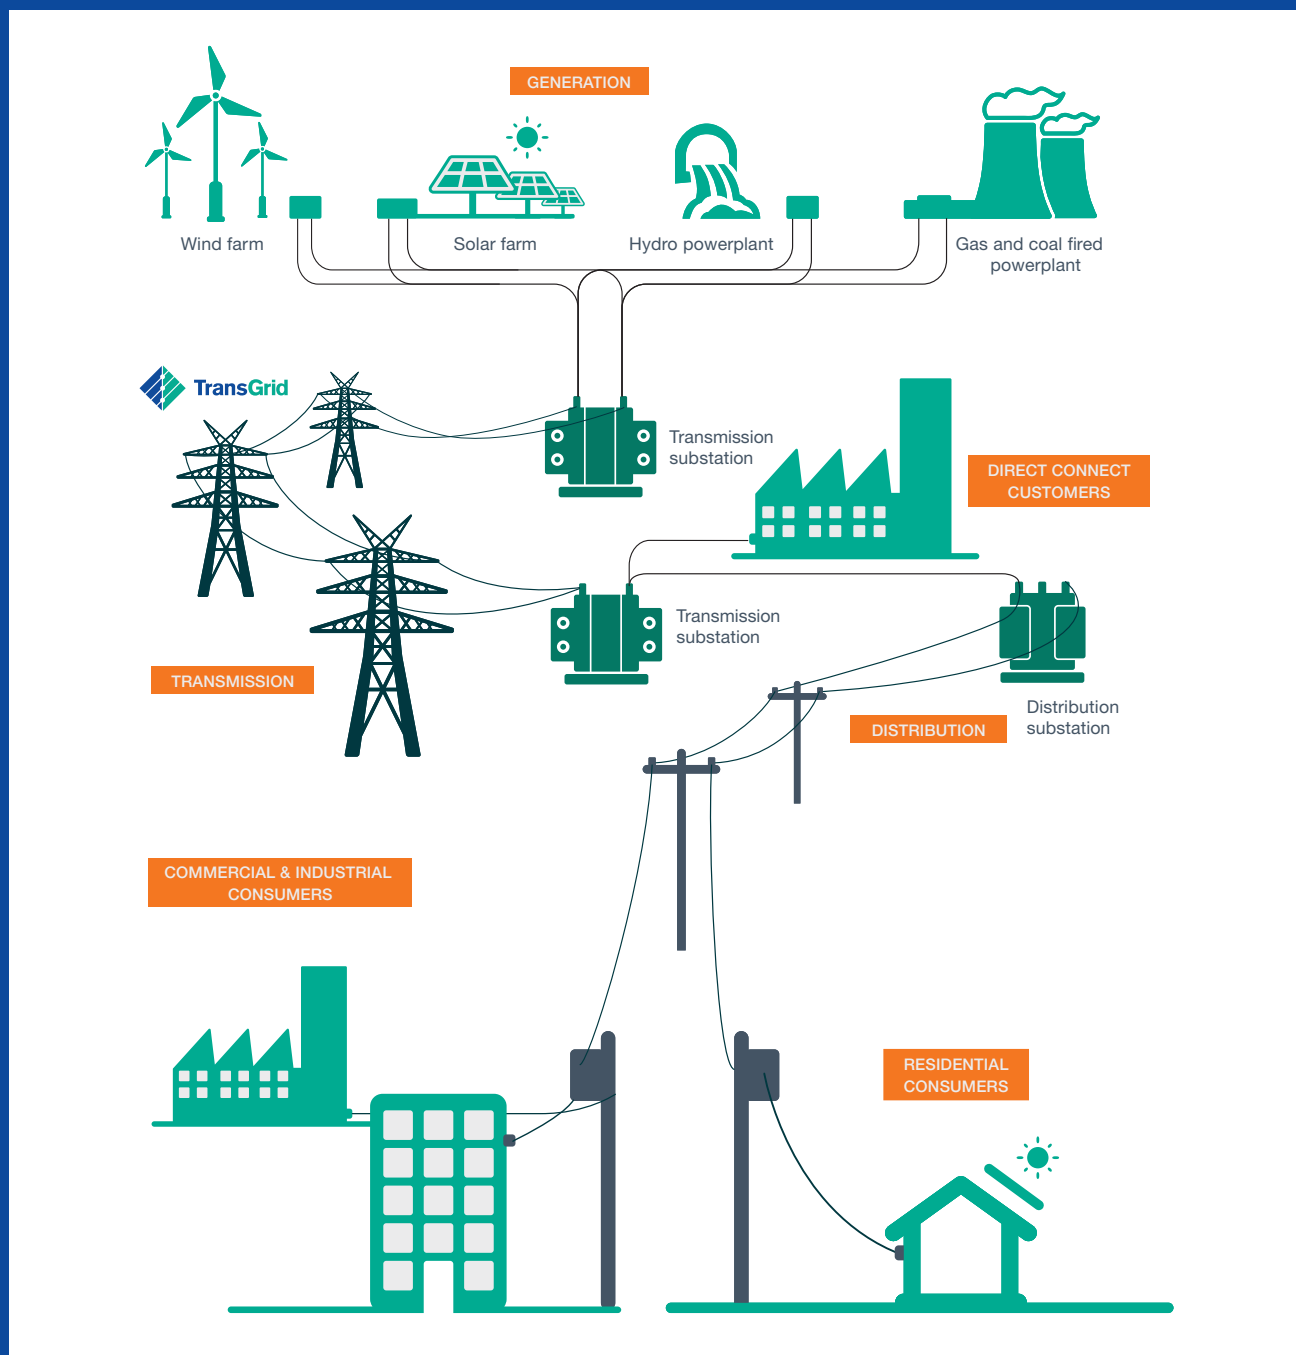 GENERATION
Wind farm
Solar farm
Hydro powerplant
Gas and coal fired
powerplant
TransGrid
Transmission
substation
DIRECT CONNECT
CUSTOMERS
Transmission
substation
TRANSMISSION
Distribution
substation
DISTRIBUTION
COMMERCIAL & INDUSTRIAL
CONSUMERS
RESIDENTIAL
CONSUMERS